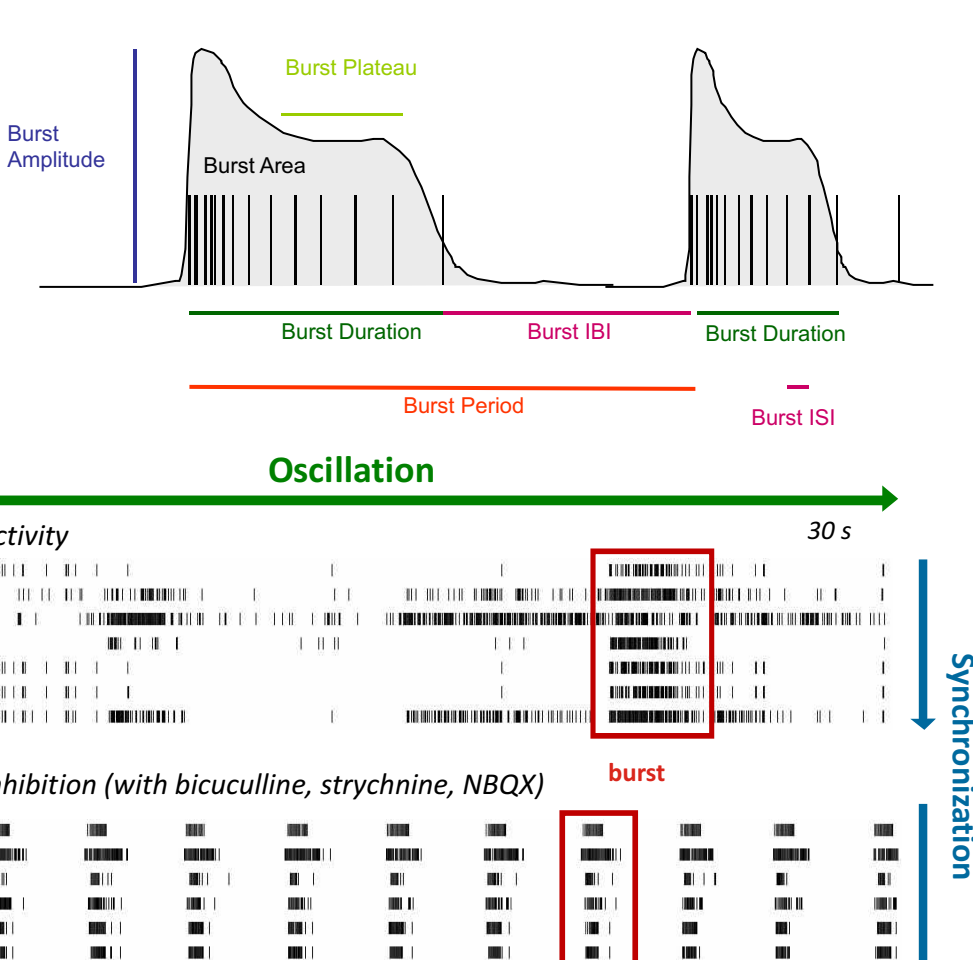 Burst Plateau
Burst
Amplitude
Burst Area
Burst Duration
Burst IBI
Burst Duration
Burst Period
Burst ISI
Oscillation
ctivity
30 s
Synchronization
burst
hibition (with bicuculline, strychnine, NBQX)